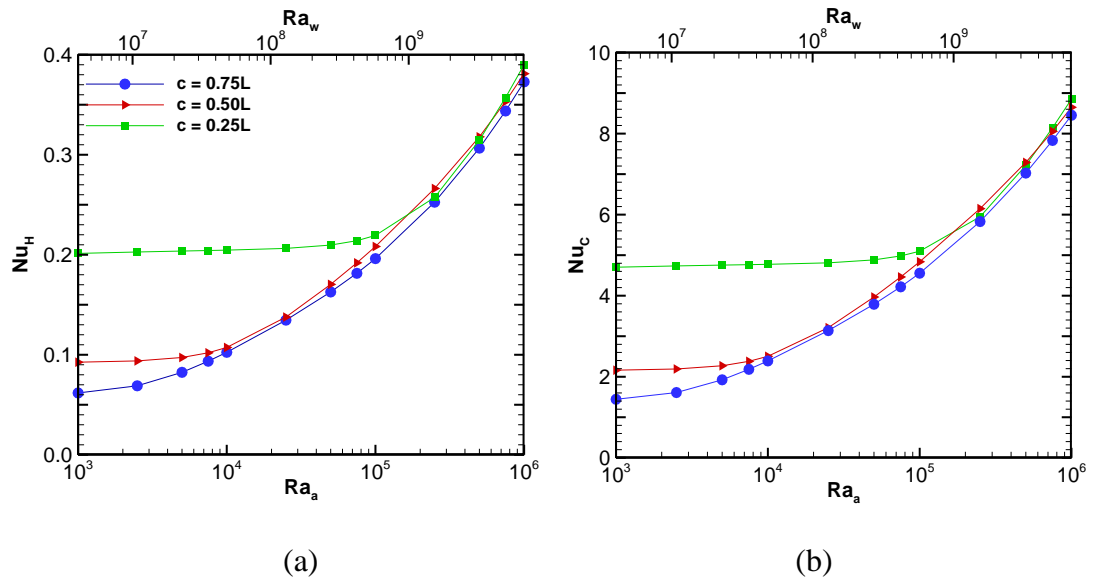 Ra_w
10^7 10^8 10^9
0.4
0.3
0.2
0.1
0.0
Nu_H
c = 0.75L
c = 0.50L
c = 0.25L
10^3 10^4 10^5 10^6
Ra_a
(a)
Ra_w
10^7 10^8 10^9
10
8
6
4
2
0
Nu_C
10^3 10^4 10^5 10^6
Ra_a
(b)